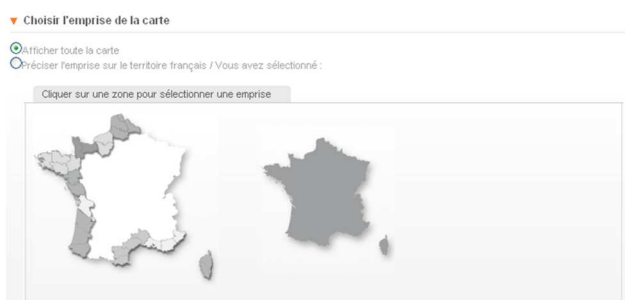 Choisir l'emprise de la carte
Afficher toute la carte
Préciser l'emprise sur le territoire français / Vous avez sélectionné :
Cliquer sur une zone pour sélectionner une emprise